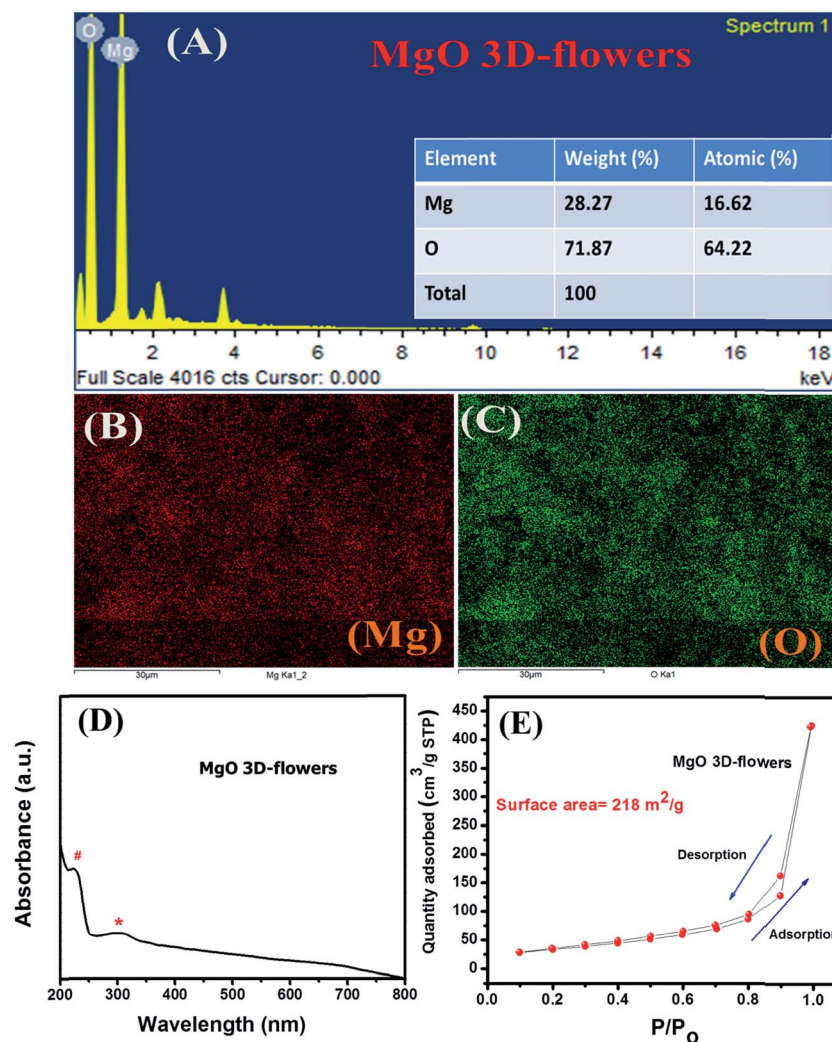 Spectrum 1
O
Mg
(A)
MgO 3D-flowers
Element Weight (%) Atomic (%)
Mg 28.27 16.62
O 71.87 64.22
Total 100
2 4 6 8 10 12 14 16 18
Full Scale 4016 cts Cursor: 0.000 keV
(B)
(Mg)
30µm Mg Ka1_2
(C)
(O)
30µm O Ka1
(D)
MgO 3D-flowers
#
*
Absorbance (a.u.)
200 300 400 500 600 700 800
Wavelength (nm)
(E)
MgO 3D-flowers
Surface area= 218 m²/g
Desorption
Adsorption
Quantity adsorbed (cm³/g STP)
450
400
350
300
250
200
150
100
50
0
0.0 0.2 0.4 0.6 0.8 1.0
P/Po